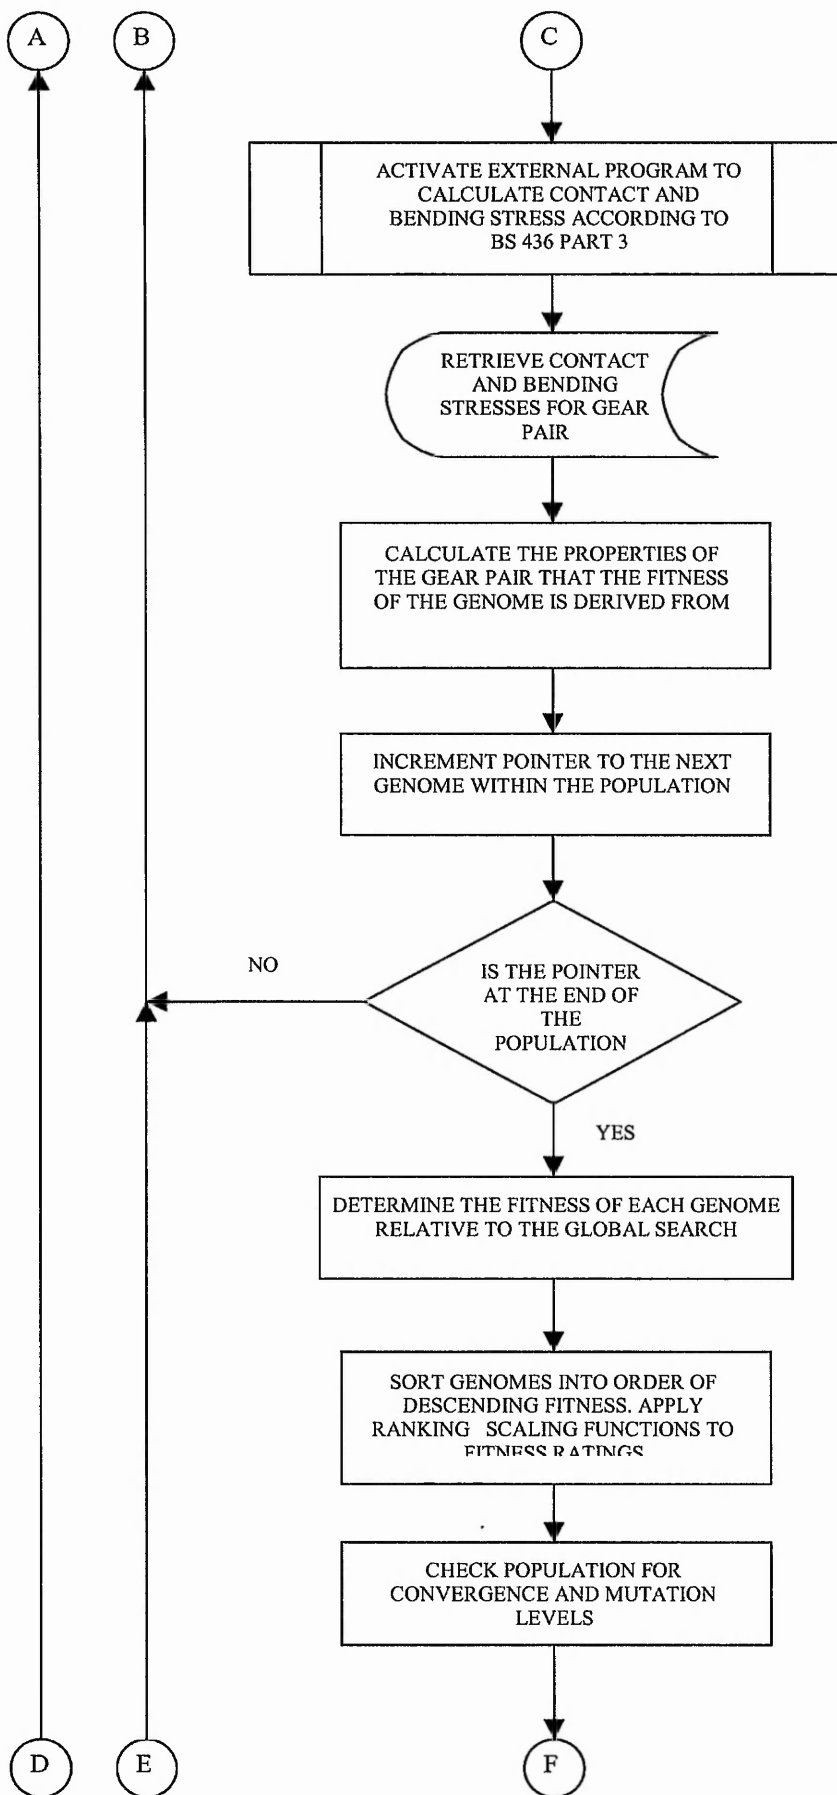 A
B
C
ACTIVATE EXTERNAL PROGRAM TO
CALCULATE CONTACT AND
BENDING STRESS ACCORDING TO
BS 436 PART 3
RETRIEVE CONTACT
AND BENDING
STRESSES FOR GEAR
PAIR
CALCULATE THE PROPERTIES OF
THE GEAR PAIR THAT THE FITNESS
OF THE GENOME IS DERIVED FROM
INCREMENT POINTER TO THE NEXT
GENOME WITHIN THE POPULATION
NO
IS THE POINTER
AT THE END OF
THE
POPULATION
YES
DETERMINE THE FITNESS OF EACH GENOME
RELATIVE TO THE GLOBAL SEARCH
SORT GENOMES INTO ORDER OF
DESCENDING FITNESS. APPLY
RANKING SCALING FUNCTIONS TO
FITNESS RATINGS
CHECK POPULATION FOR
CONVERGENCE AND MUTATION
LEVELS
D
E
F